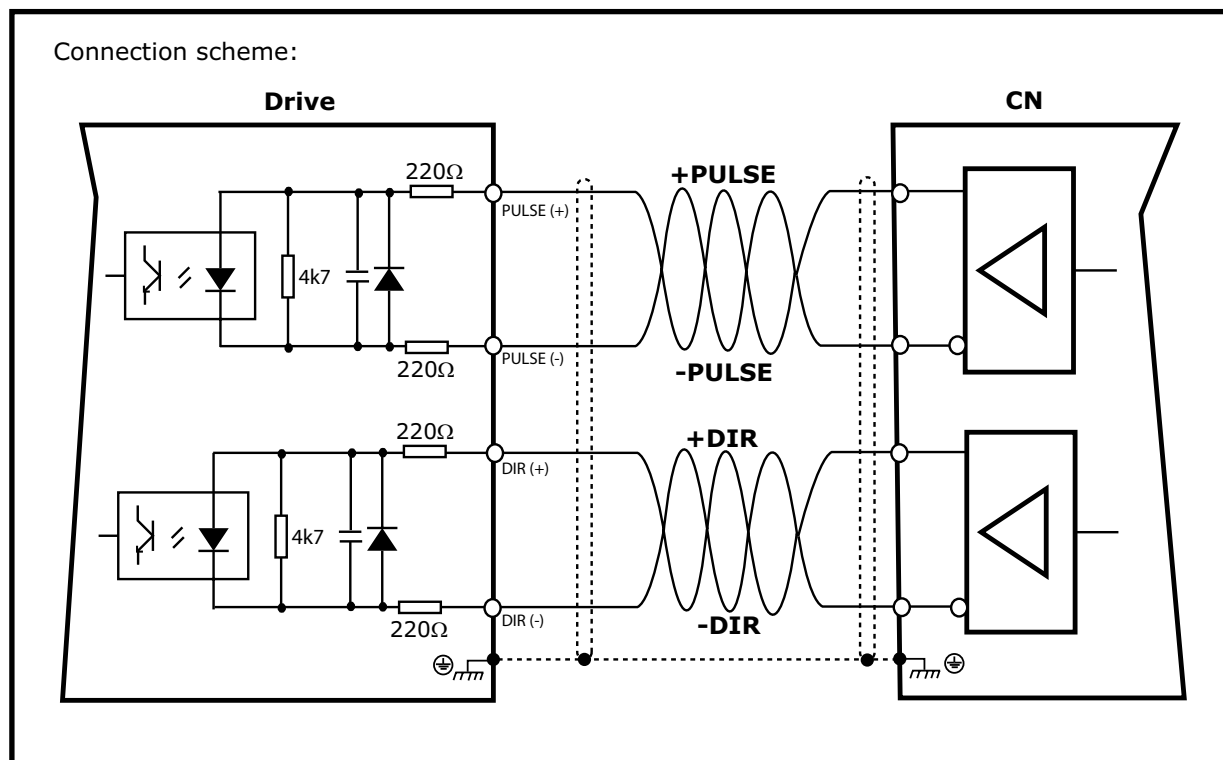 Connection scheme:
Drive
CN
220Ω
+PULSE
PULSE (+)
4k7
PULSE (-)
220Ω
-PULSE
220Ω
+DIR
DIR (+)
4k7
DIR (-)
220Ω
-DIR